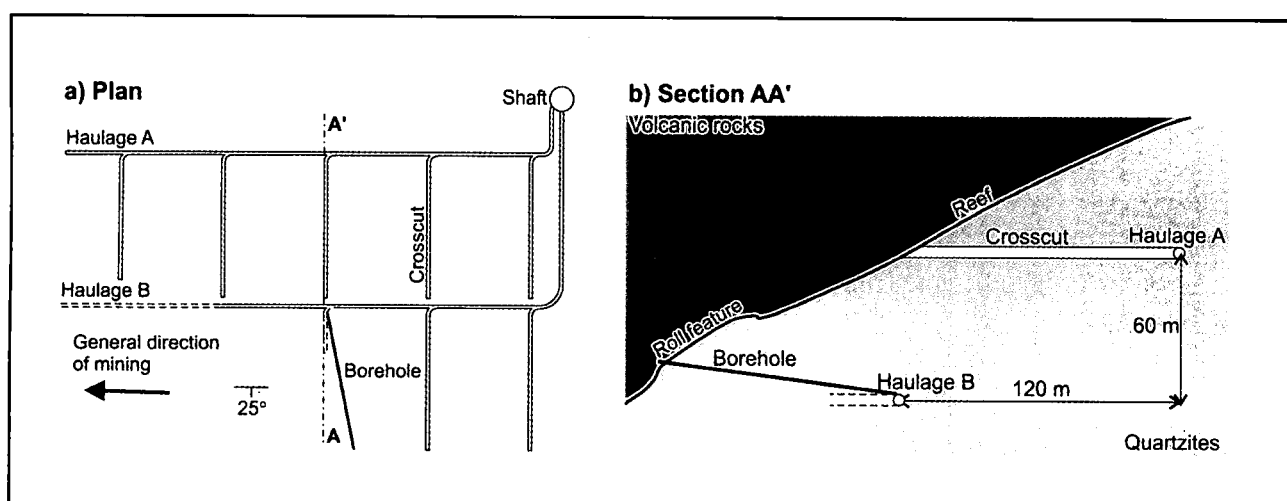 a) Plan
Shaft
A'
Haulage A
Crosscut
Haulage B
General direction
of mining
25°
Borehole
A
b) Section AA'
Volcanic rocks
Reef
Crosscut
Haulage A
Roll feature
60 m
Borehole
Haulage B
120 m
Quartzites